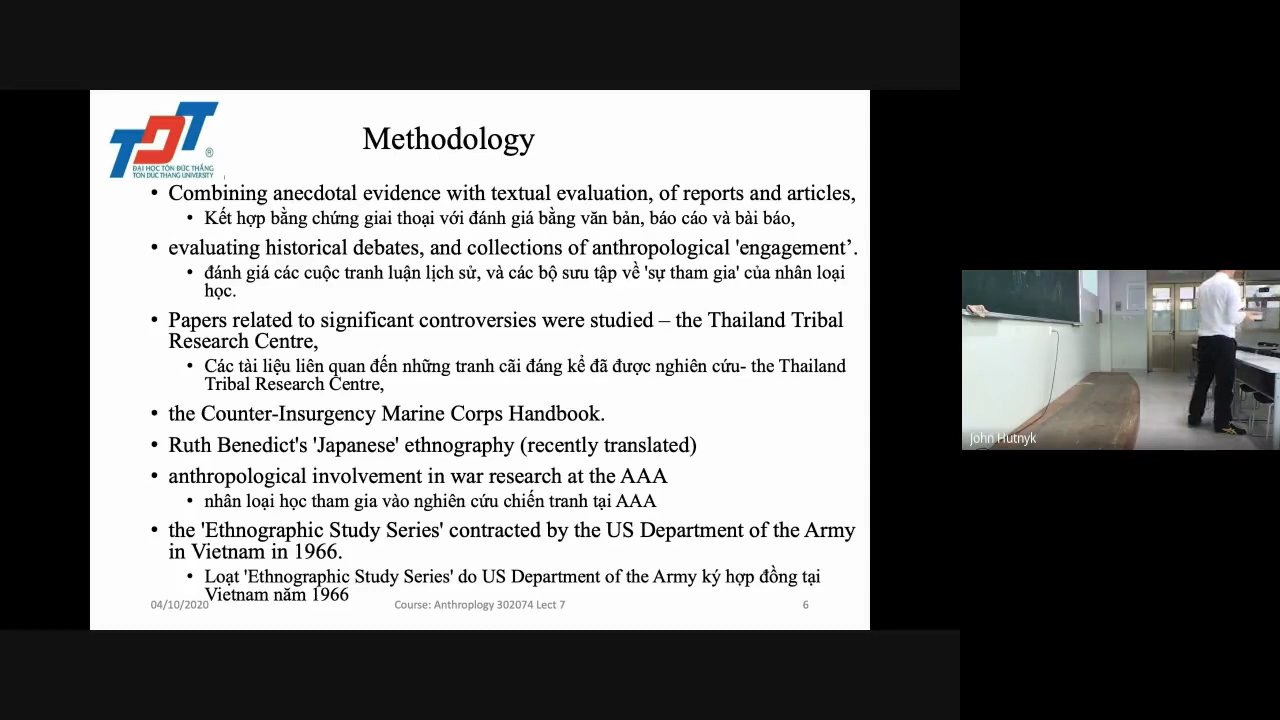 TDT
®
ĐẠI HỌC TÔN ĐỨC THẮNG
TON DUC THANG UNIVERSITY
Methodology
• Combining anecdotal evidence with textual evaluation, of reports and articles,
• Kết hợp bằng chứng giai thoại với đánh giá bằng văn bản, báo cáo và bài báo,
• evaluating historical debates, and collections of anthropological 'engagement’.
• đánh giá các cuộc tranh luận lịch sử, và các bộ sưu tập về 'sự tham gia' của nhân loại
học.
• Papers related to significant controversies were studied – the Thailand Tribal
Research Centre,
• Các tài liệu liên quan đến những tranh cãi đáng kể đã được nghiên cứu- the Thailand
Tribal Research Centre,
• the Counter-Insurgency Marine Corps Handbook.
• Ruth Benedict's 'Japanese' ethnography (recently translated)
• anthropological involvement in war research at the AAA
• nhân loại học tham gia vào nghiên cứu chiến tranh tại AAA
• the 'Ethnographic Study Series' contracted by the US Department of the Army
in Vietnam in 1966.
• Loạt 'Ethnographic Study Series' do US Department of the Army ký hợp đồng tại
Vietnam năm 1966
04/10/2020
Course: Anthroplogy 302074 Lect 7
6
John Hutnyk